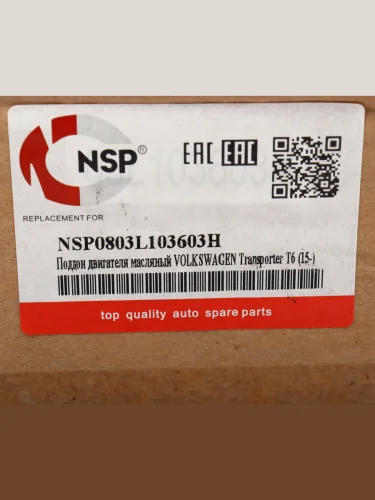 NSP®
EAC EAC
REPLACEMENT FOR
NSP0803L103603H
Поддон двигателя масляный VOLKSWAGEN Transporter T6 (15-)
top quality auto spare parts